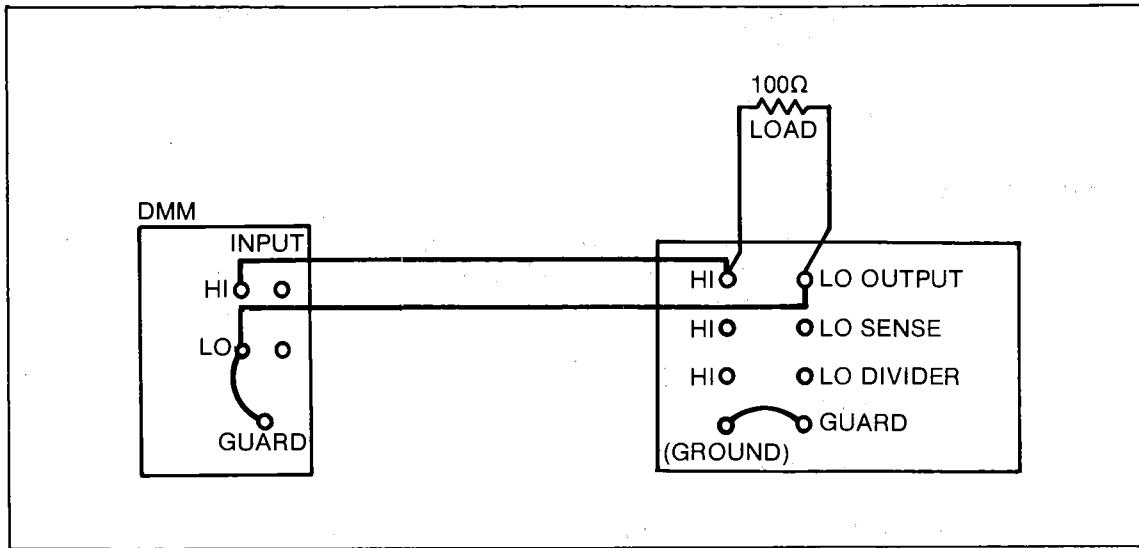 100Ω
LOAD
DMM
INPUT
HI
LO
GUARD
HI LO OUTPUT
HI LO SENSE
HI LO DIVIDER
GUARD
(GROUND)